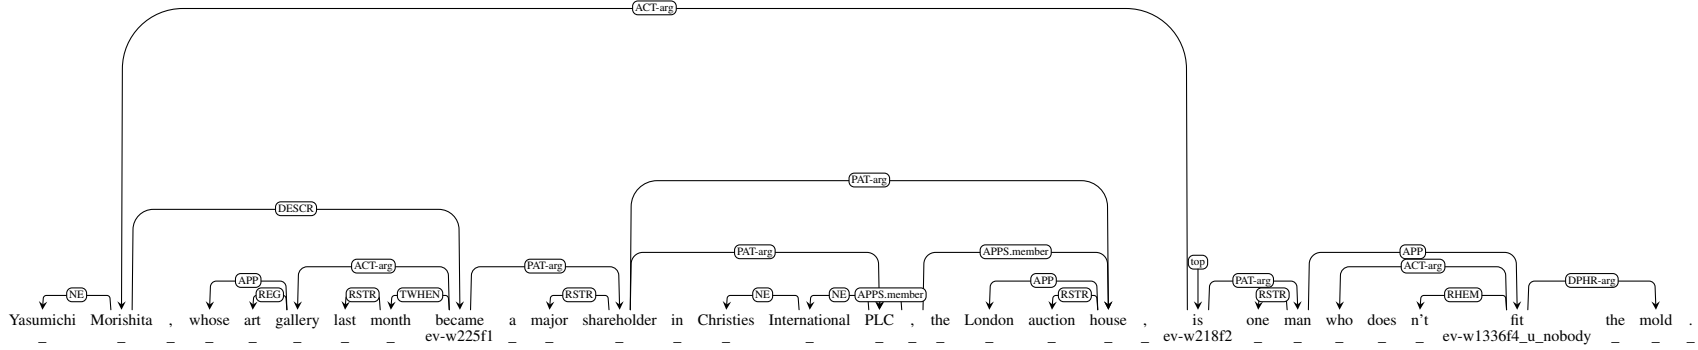 ACT-arg
PAT-arg
DESCR
PAT-arg APPS.member APP
ACT-arg PAT-arg top ACT-arg
APP APP PAT-arg DPHR-arg
NE REG RSTR TWHEN RSTR NE NE APPS.member RSTR RSTR RHEM
Yasumichi Morishita , whose art gallery last month became a major shareholder in Christies International PLC , the London auction house , is one man who does n't fit the mold .
_ _ _ _ _ _ _ _ ev-w225f1 _ _ _ _ _ _ _ _ _ _ _ _ _ ev-w218f2 _ _ _ _ _ ev-w1336f4_u_nobody _ _ _